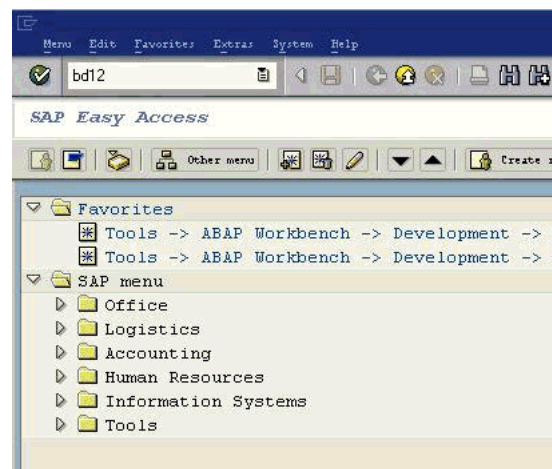 Menu Edit Favorites Extras System Help
bd12
SAP Easy Access
Other menu Create
Favorites
Tools -> ABAP Workbench -> Development ->
Tools -> ABAP Workbench -> Development ->
SAP menu
Office
Logistics
Accounting
Human Resources
Information Systems
Tools